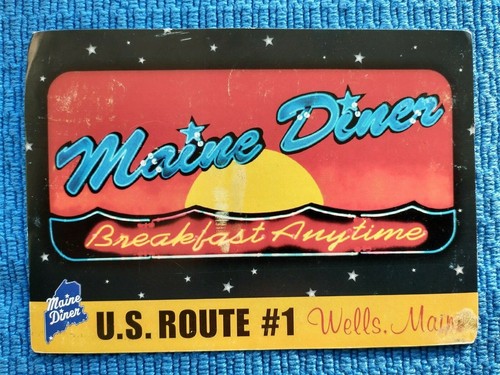 Maine Diner
Breakfast Anytime
Maine
Diner
U.S. ROUTE #1 Wells, Maine